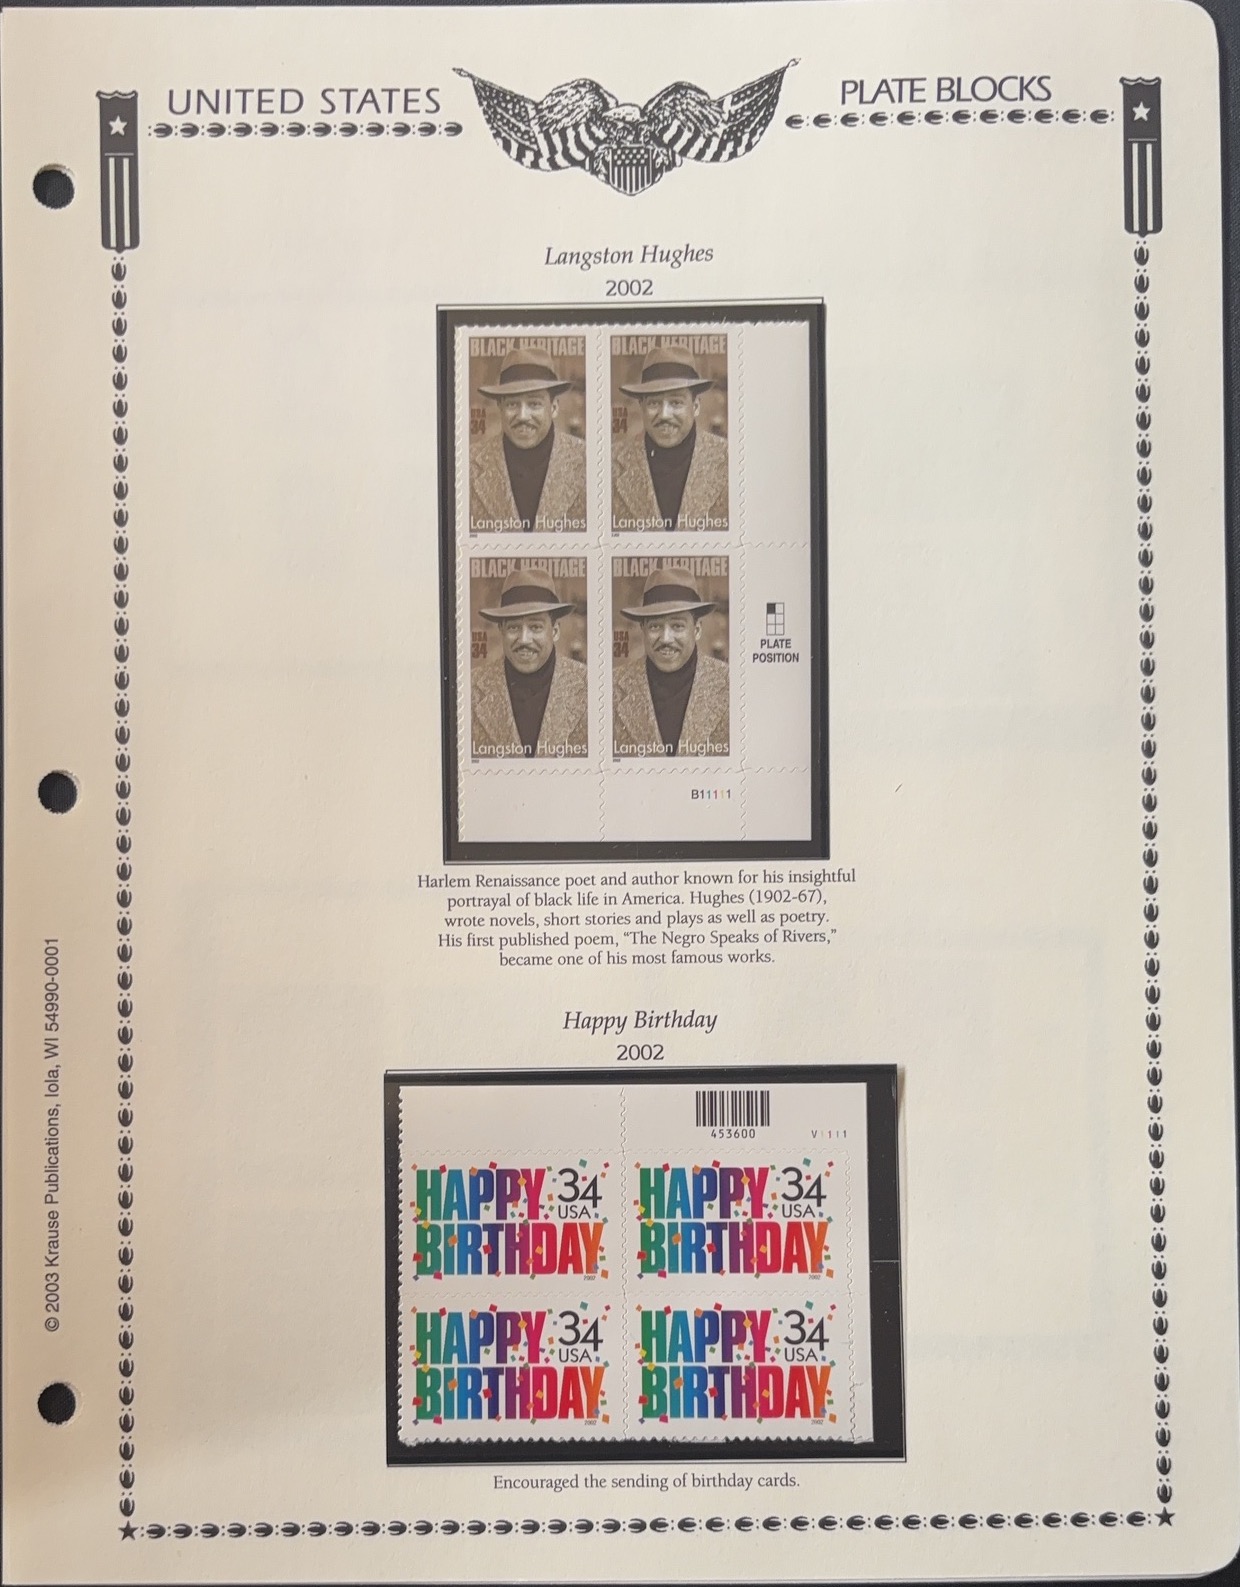 UNITED STATES
PLATE BLOCKS
Langston Hughes
2002
BLACK HERITAGE BLACK HERITAGE
USA 34 USA 34
Langston Hughes Langston Hughes
BLACK HERITAGE BLACK HERITAGE
USA 34 USA 34
PLATE
POSITION
Langston Hughes Langston Hughes
B11111
Harlem Renaissance poet and author known for his insightful
portrayal of black life in America. Hughes (1902-67),
wrote novels, short stories and plays as well as poetry.
His first published poem, “The Negro Speaks of Rivers,”
became one of his most famous works.
Happy Birthday
2002
453600
V1111
HAPPY 34 HAPPY 34
USA USA
BIRTHDAY BIRTHDAY
2002 2002
HAPPY 34 HAPPY 34
USA USA
BIRTHDAY BIRTHDAY
2002 2002
Encouraged the sending of birthday cards.
© 2003 Krause Publications, Iola, WI 54990-0001